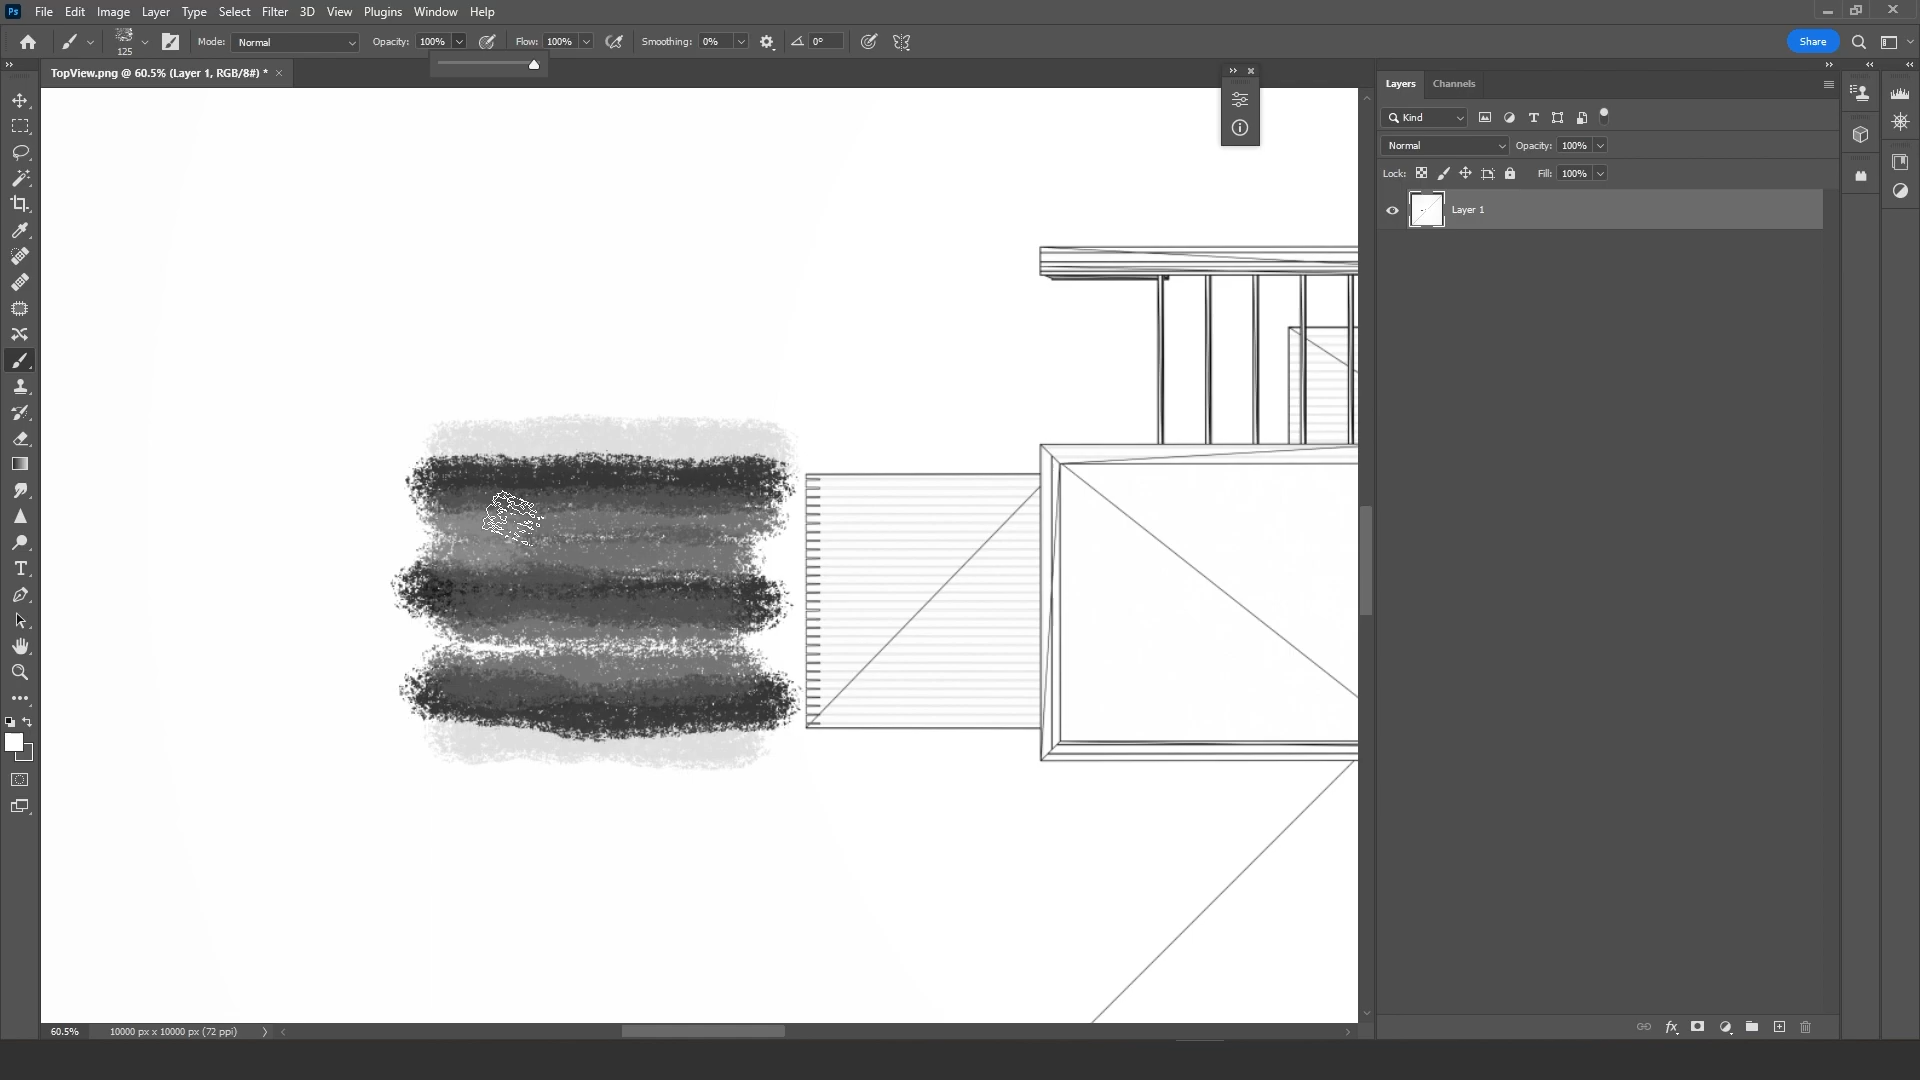 Ps File Edit Image Layer Type Select Filter 3D View Plugins Window Help
125 Mode: Normal Opacity: 100% Flow: 100% Smoothing: 0% 0° Share
TopView.png @ 60.5% (Layer 1, RGB/8#) *
Layers Channels
Kind
Normal Opacity: 100%
Lock: Fill: 100%
Layer 1
60.5% 10000 px x 10000 px (72 ppi)